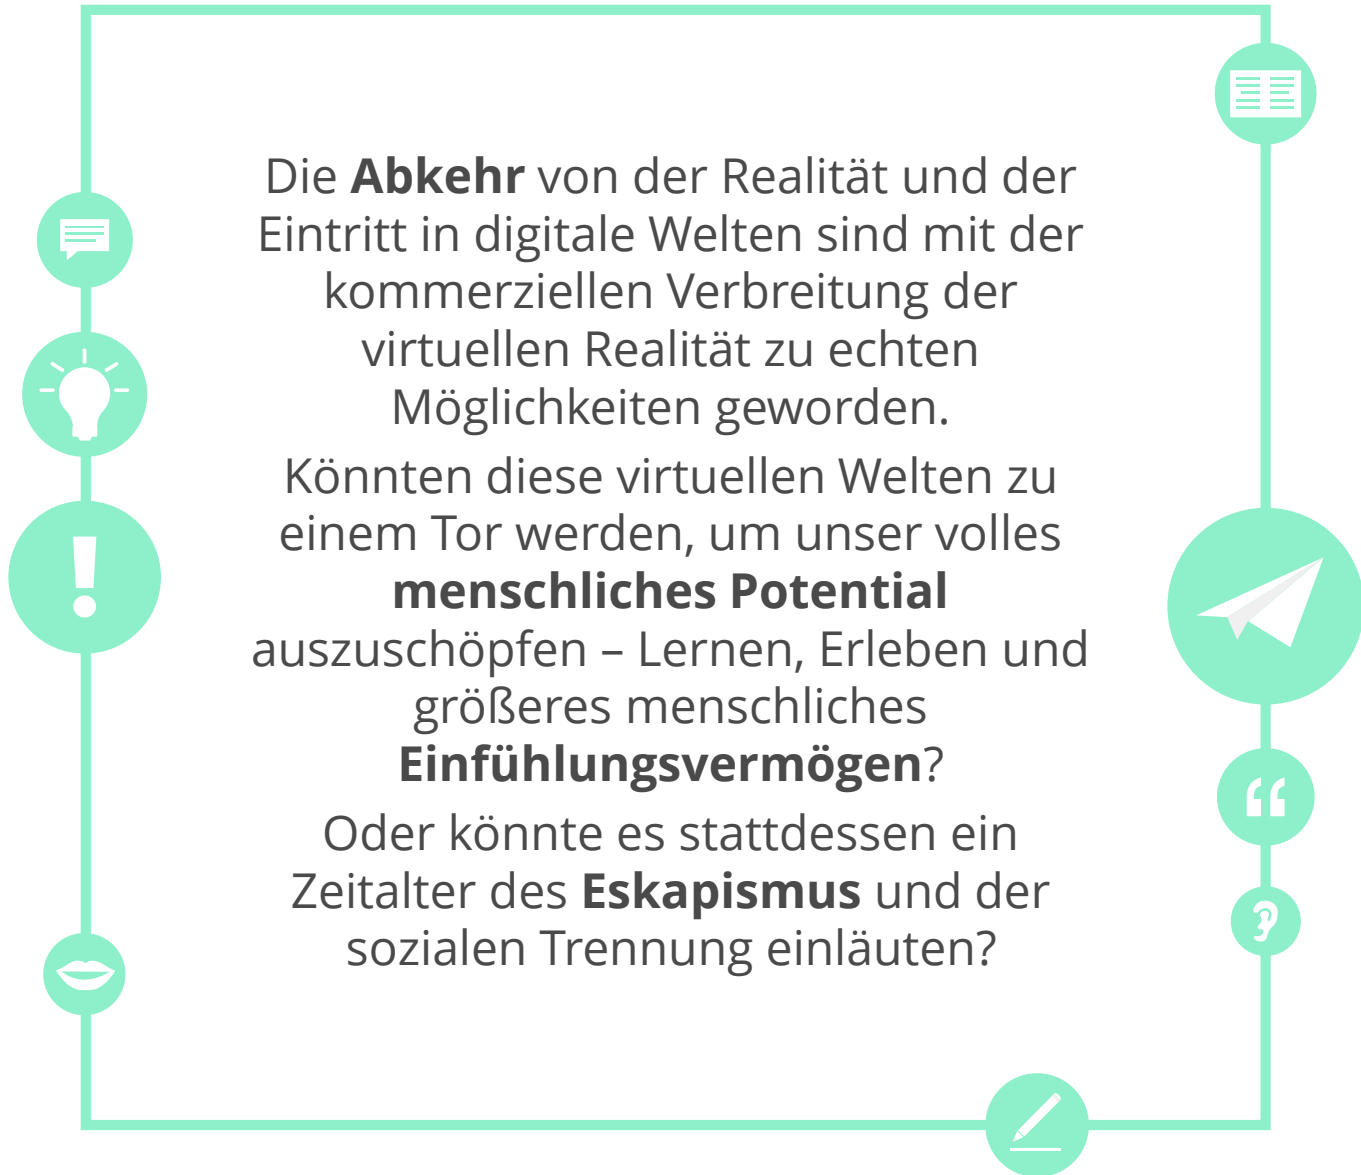 Die Abkehr von der Realität und der
Eintritt in digitale Welten sind mit der
kommerziellen Verbreitung der
virtuellen Realität zu echten
Möglichkeiten geworden.
Könnten diese virtuellen Welten zu
einem Tor werden, um unser volles
menschliches Potential
auszuschöpfen – Lernen, Erleben und
größeres menschliches
Einfühlungsvermögen?
Oder könnte es stattdessen ein
Zeitalter des Eskapismus und der
sozialen Trennung einläuten?